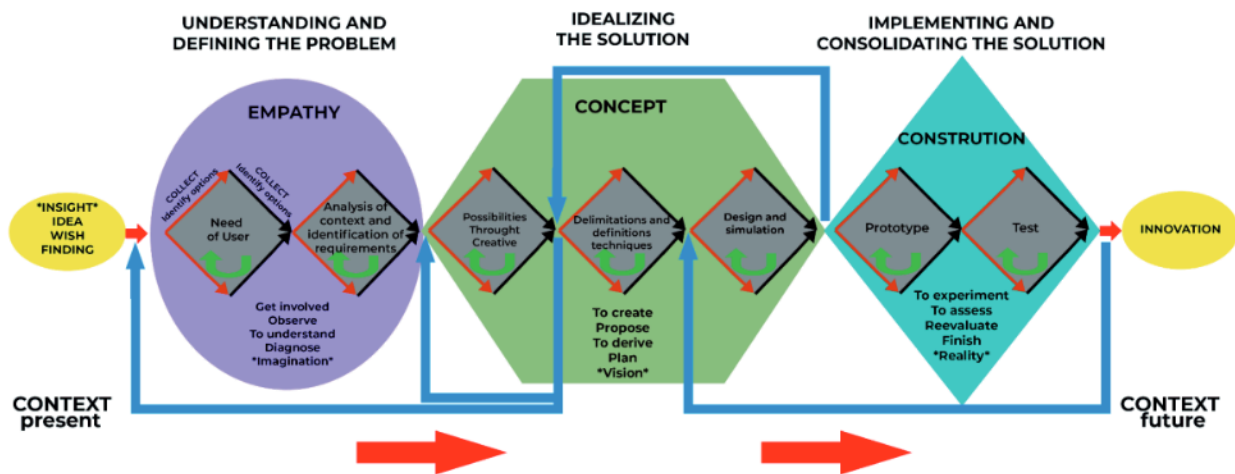 UNDERSTANDING AND
DEFINING THE PROBLEM
IDEALIZING
THE SOLUTION
IMPLEMENTING AND
CONSOLIDATING THE SOLUTION
EMPATHY
CONCEPT
CONSTRUTION
*INSIGHT*
IDEA
WISH
FINDING
COLLECT
Identify options
COLLECT
Identify options
Need
of User
Analysis of
context and
identification of
requirements
Possibilities
Throught
Creative
Delimitations and
definitions
techniques
Design and
simulation
Prototype
Test
INNOVATION
Get involved
Observe
To understand
Diagnose
*Imagination*
To create
Propose
To derive
Plan
*Vision*
To experiment
To assess
Reevaluate
Finish
*Reality*
CONTEXT
present
CONTEXT
future